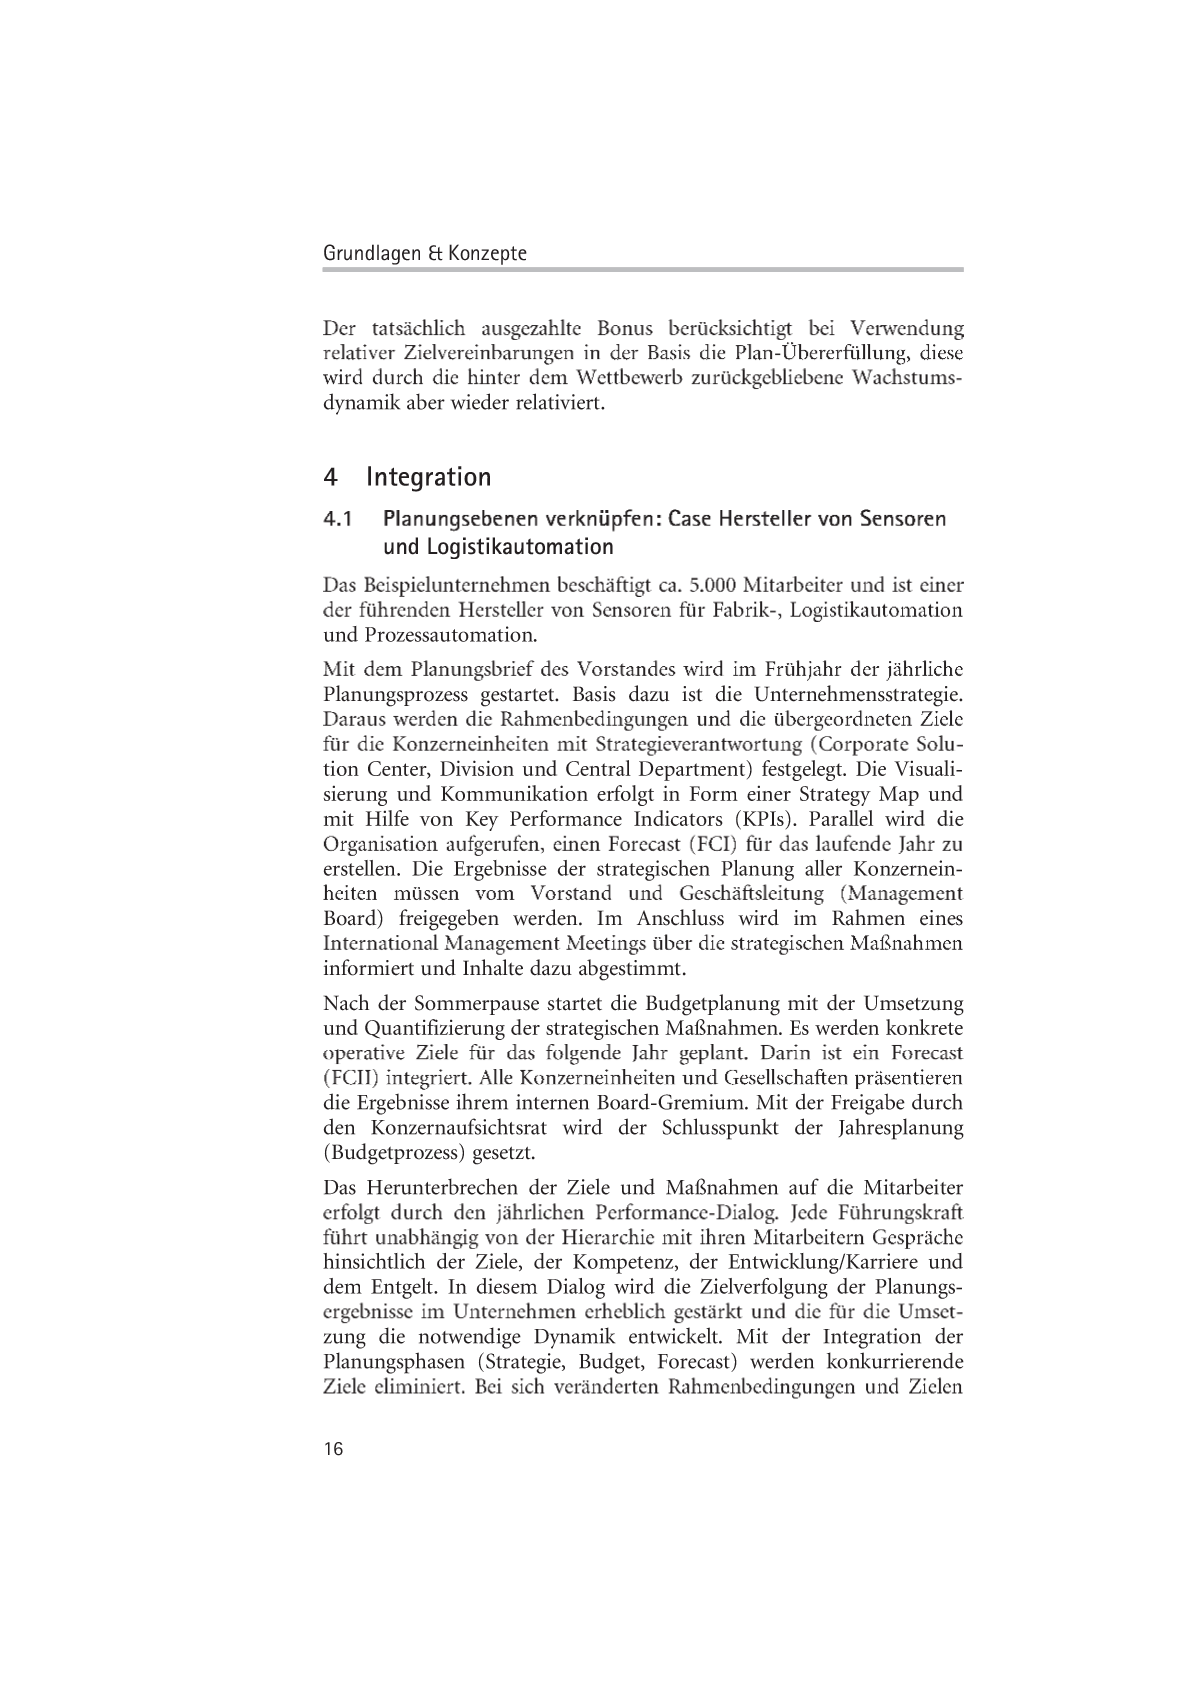 Grundlagen & Konzepte
Der tatsächlich ausgezahlte Bonus berücksichtigt bei Verwendung
relativer Zielvereinbarungen in der Basis die Plan-Übererfüllung, diese
wird durch die hinter dem Wettbewerb zurückgebliebene Wachstums-
dynamik aber wieder relativiert.
4 Integration
4.1 Planungsebenen verknüpfen: Case Hersteller von Sensoren
und Logistikautomation
Das Beispielunternehmen beschäftigt ca. 5.000 Mitarbeiter und ist einer
der führenden Hersteller von Sensoren für Fabrik-, Logistikautomation
und Prozessautomation.
Mit dem Planungsbrief des Vorstandes wird im Frühjahr der jährliche
Planungsprozess gestartet. Basis dazu ist die Unternehmensstrategie.
Daraus werden die Rahmenbedingungen und die übergeordneten Ziele
für die Konzerneinheiten mit Strategieverantwortung (Corporate Solu-
tion Center, Division und Central Department) festgelegt. Die Visuali-
sierung und Kommunikation erfolgt in Form einer Strategy Map und
mit Hilfe von Key Performance Indicators (KPIs). Parallel wird die
Organisation aufgerufen, einen Forecast (FCI) für das laufende Jahr zu
erstellen. Die Ergebnisse der strategischen Planung aller Konzernein-
heiten müssen vom Vorstand und Geschäftsleitung (Management
Board) freigegeben werden. Im Anschluss wird im Rahmen eines
International Management Meetings über die strategischen Maßnahmen
informiert und Inhalte dazu abgestimmt.
Nach der Sommerpause startet die Budgetplanung mit der Umsetzung
und Quantifizierung der strategischen Maßnahmen. Es werden konkrete
operative Ziele für das folgende Jahr geplant. Darin ist ein Forecast
(FCII) integriert. Alle Konzerneinheiten und Gesellschaften präsentieren
die Ergebnisse ihrem internen Board-Gremium. Mit der Freigabe durch
den Konzernaufsichtsrat wird der Schlusspunkt der Jahresplanung
(Budgetprozess) gesetzt.
Das Herunterbrechen der Ziele und Maßnahmen auf die Mitarbeiter
erfolgt durch den jährlichen Performance-Dialog. Jede Führungskraft
führt unabhängig von der Hierarchie mit ihren Mitarbeitern Gespräche
hinsichtlich der Ziele, der Kompetenz, der Entwicklung/Karriere und
dem Entgelt. In diesem Dialog wird die Zielverfolgung der Planungs-
ergebnisse im Unternehmen erheblich gestärkt und die für die Umset-
zung die notwendige Dynamik entwickelt. Mit der Integration der
Planungsphasen (Strategie, Budget, Forecast) werden konkurrierende
Ziele eliminiert. Bei sich veränderten Rahmenbedingungen und Zielen
16